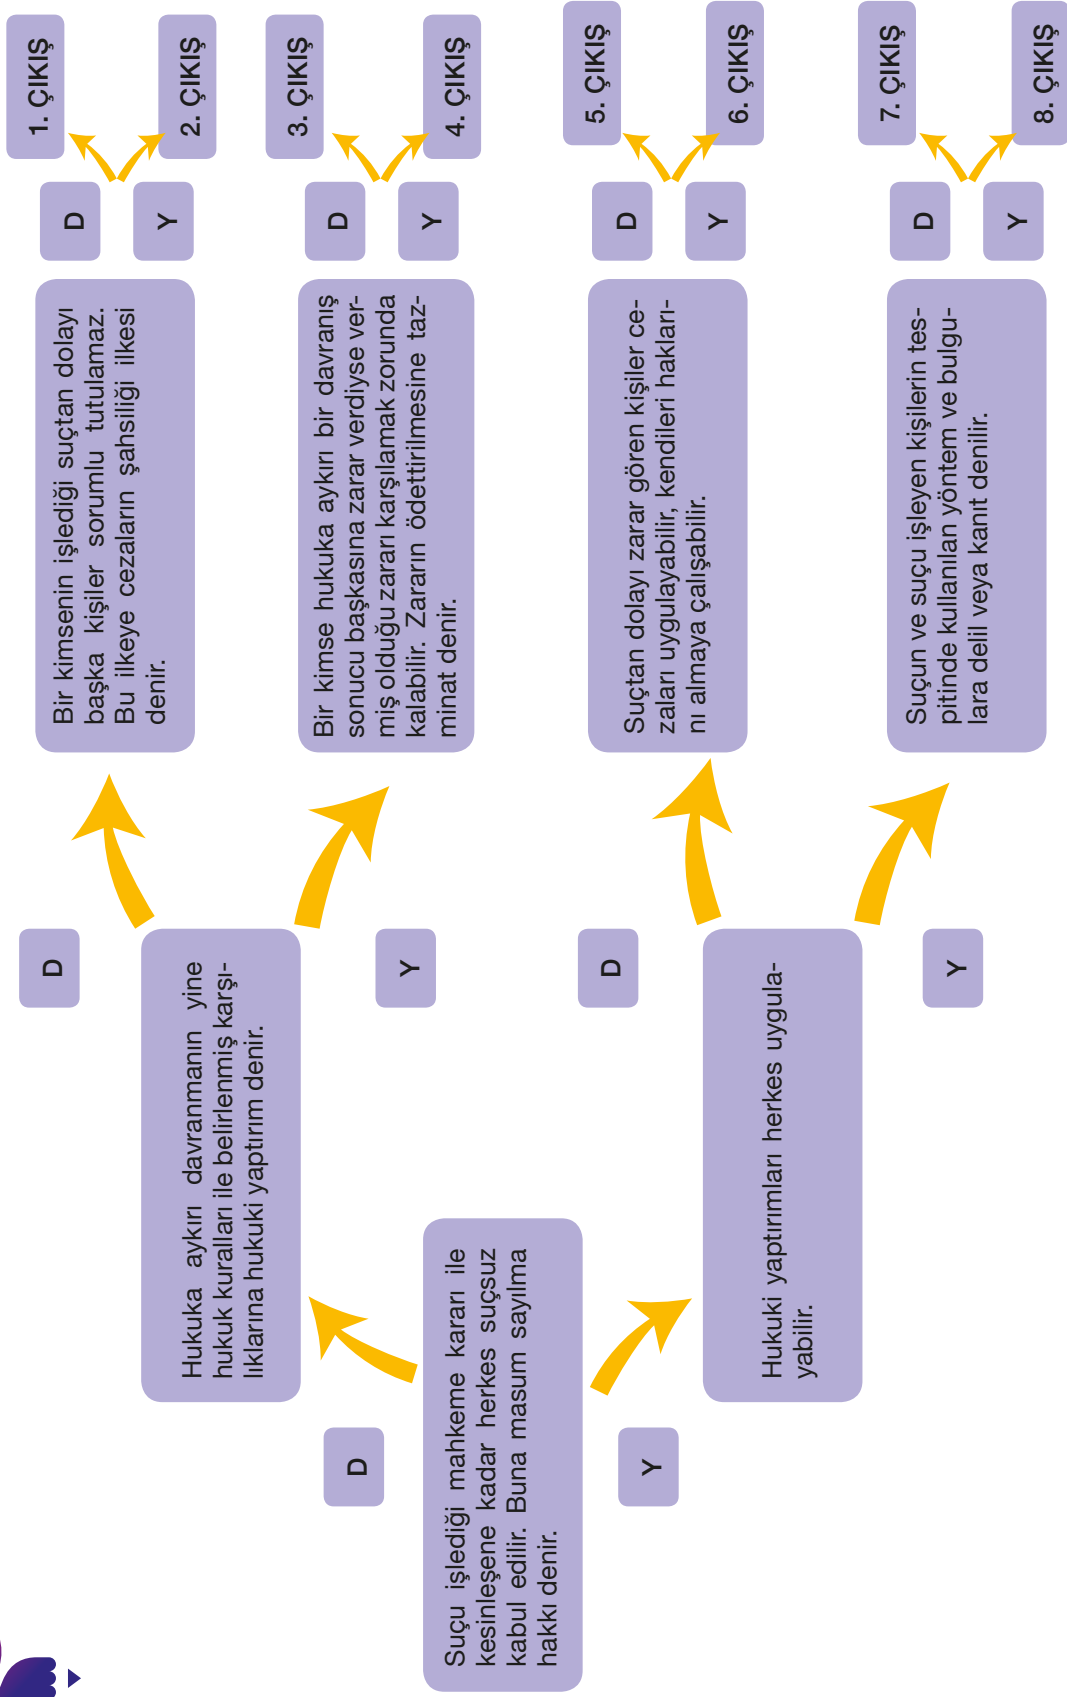 Suçu işlediği mahkeme kararı ile
kesinleşene kadar herkes suçsuz
kabul edilir. Buna masum sayılma
hakkı denir.
D
Y
Hukuka aykırı davranmanın yine
hukuk kuralları ile belirlenmiş karşı-
lıklarına hukuki yaptırım denir.
D
Y
Hukuki yaptırımları herkes uygula-
yabilir.
D
Y
Bir kimsenin işlediği suçtan dolayı
başka kişiler sorumlu tutulamaz.
Bu ilkeye cezaların şahsiliği ilkesi
denir.
D
Y
1. ÇIKIŞ
2. ÇIKIŞ
Bir kimse hukuka aykırı bir davranış
sonucu başkasına zarar verdiyse ver-
miş olduğu zararı karşılamak zorunda
kalabilir. Zararın ödettirilmesine taz-
minat denir.
D
Y
3. ÇIKIŞ
4. ÇIKIŞ
Suçtan dolayı zarar gören kişiler ce-
zaları uygulayabilir, kendileri hakları-
nı almaya çalışabilir.
D
Y
5. ÇIKIŞ
6. ÇIKIŞ
Suçun ve suçu işleyen kişilerin tes-
pitinde kullanılan yöntem ve bulgu-
lara delil veya kanıt denilir.
D
Y
7. ÇIKIŞ
8. ÇIKIŞ